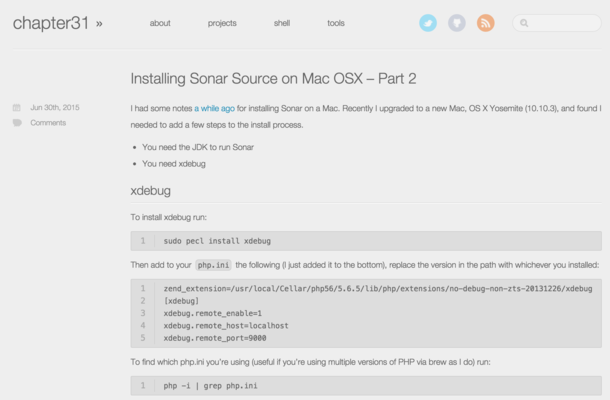 chapter31 »
about
projects
shell
tools
Installing Sonar Source on Mac OSX – Part 2
Jun 30th, 2015
Comments
I had some notes a while ago for installing Sonar on a Mac. Recently I upgraded to a new Mac, OS X Yosemite (10.10.3), and found I
needed to add a few steps to the install process.
• You need the JDK to run Sonar
• You need xdebug
xdebug
To install xdebug run:
1 sudo pecl install xdebug
Then add to your php.ini the following (I just added it to the bottom), replace the version in the path with whichever you installed:
1 zend_extension=/usr/local/Cellar/php56/5.6.5/lib/php/extensions/no-debug-non-zts-20131226/xdebug
2 [xdebug]
3 xdebug.remote_enable=1
4 xdebug.remote_host=localhost
5 xdebug.remote_port=9000
To find which php.ini you're using (useful if you're using multiple versions of PHP via brew as I do) run:
1 php -i | grep php.ini